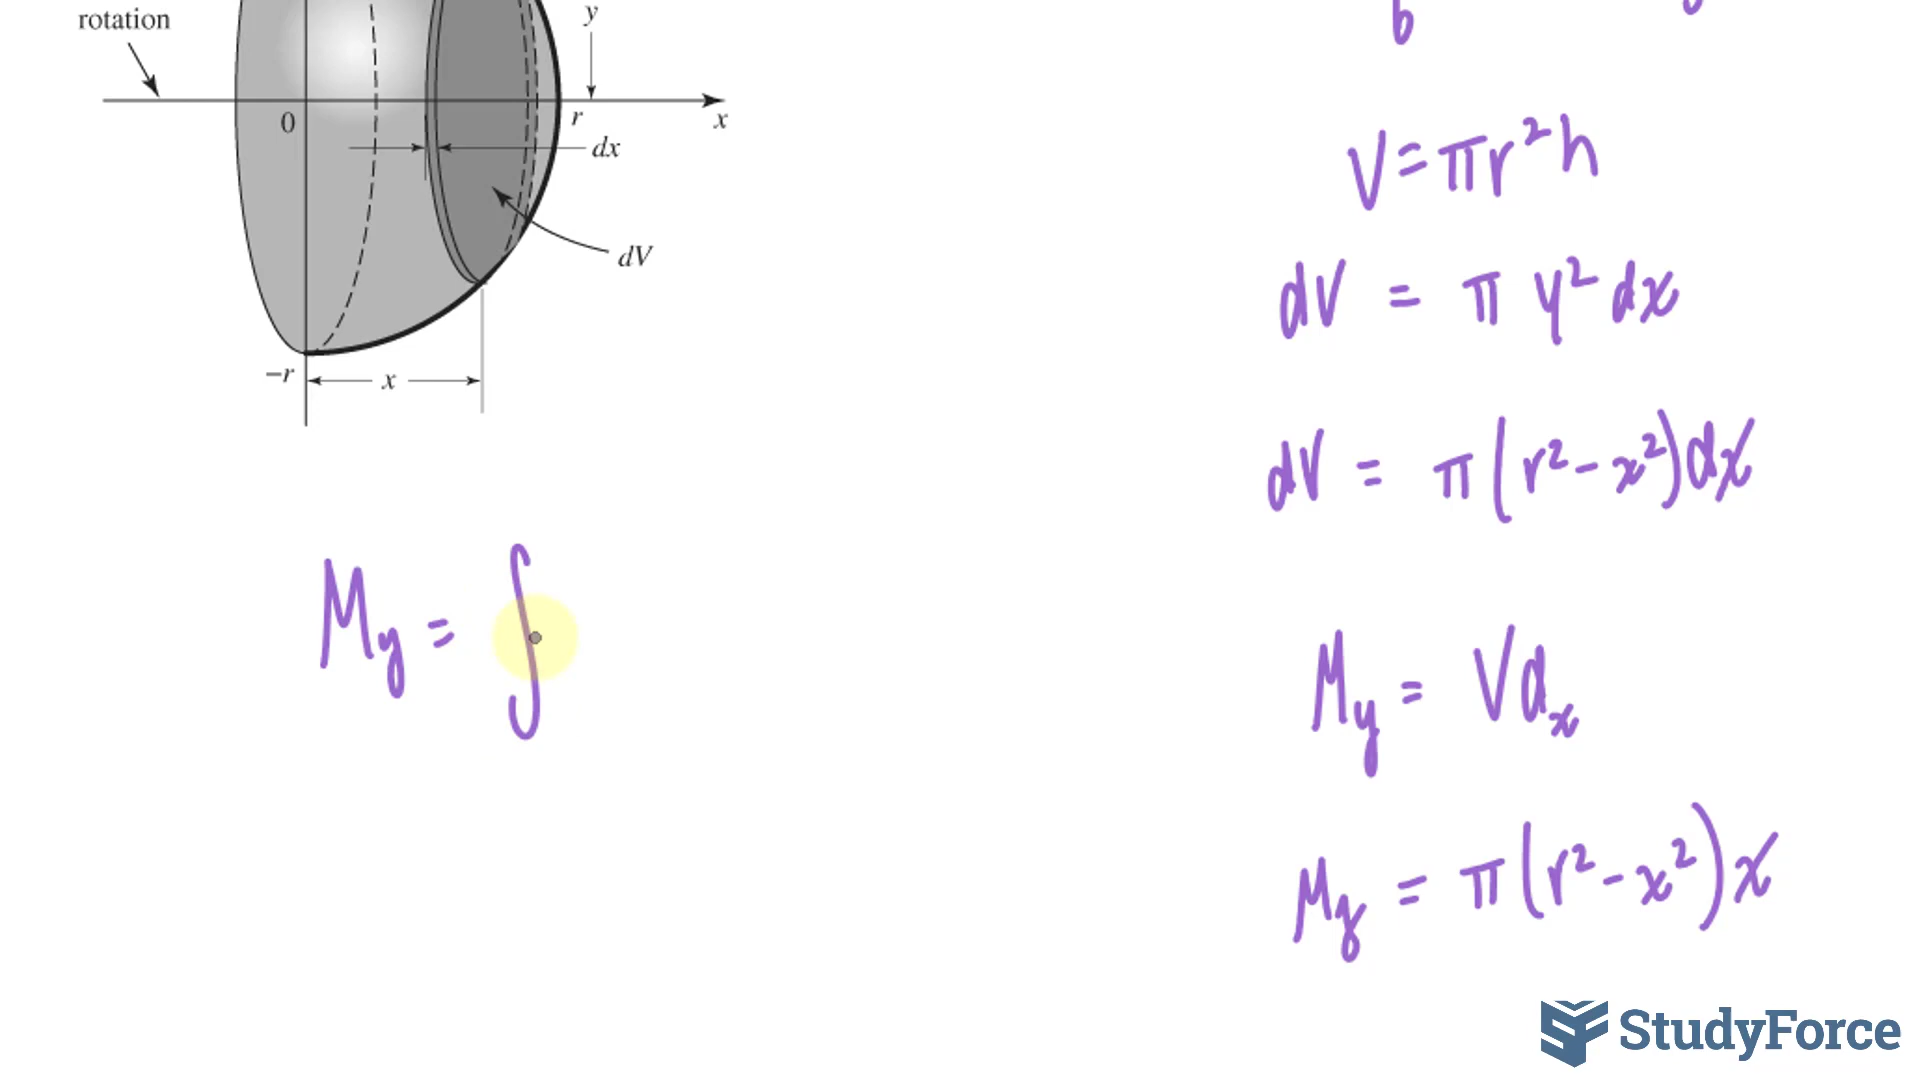 rotation
y
0
r
x
dx
dV
−r
x
6
V = πr²h
dV = π y² dx
dV = π(r² - x²)dx
My = ∫
My = Vdx
My = π(r² - x²)x
StudyForce